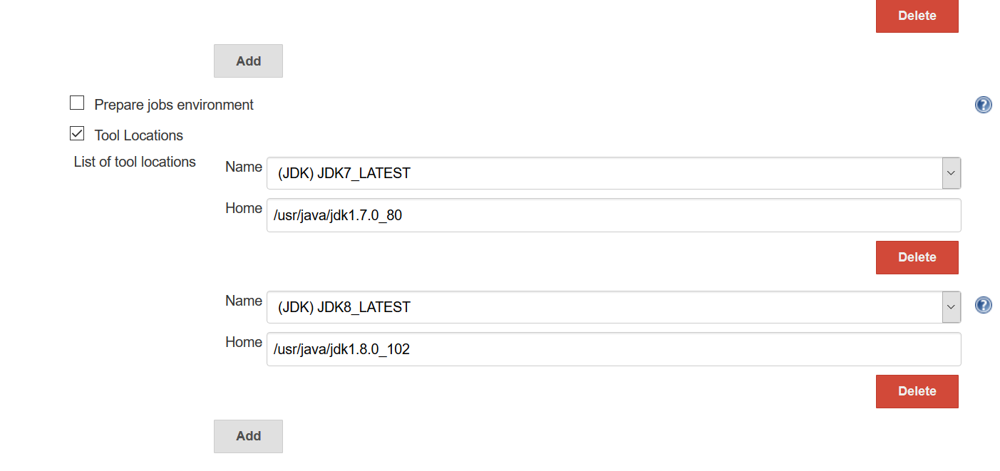 Delete
Add
Prepare jobs environment
?
Tool Locations
List of tool locations
Name (JDK) JDK7_LATEST
Home /usr/java/jdk1.7.0_80
Delete
Name (JDK) JDK8_LATEST
?
Home /usr/java/jdk1.8.0_102
Delete
Add